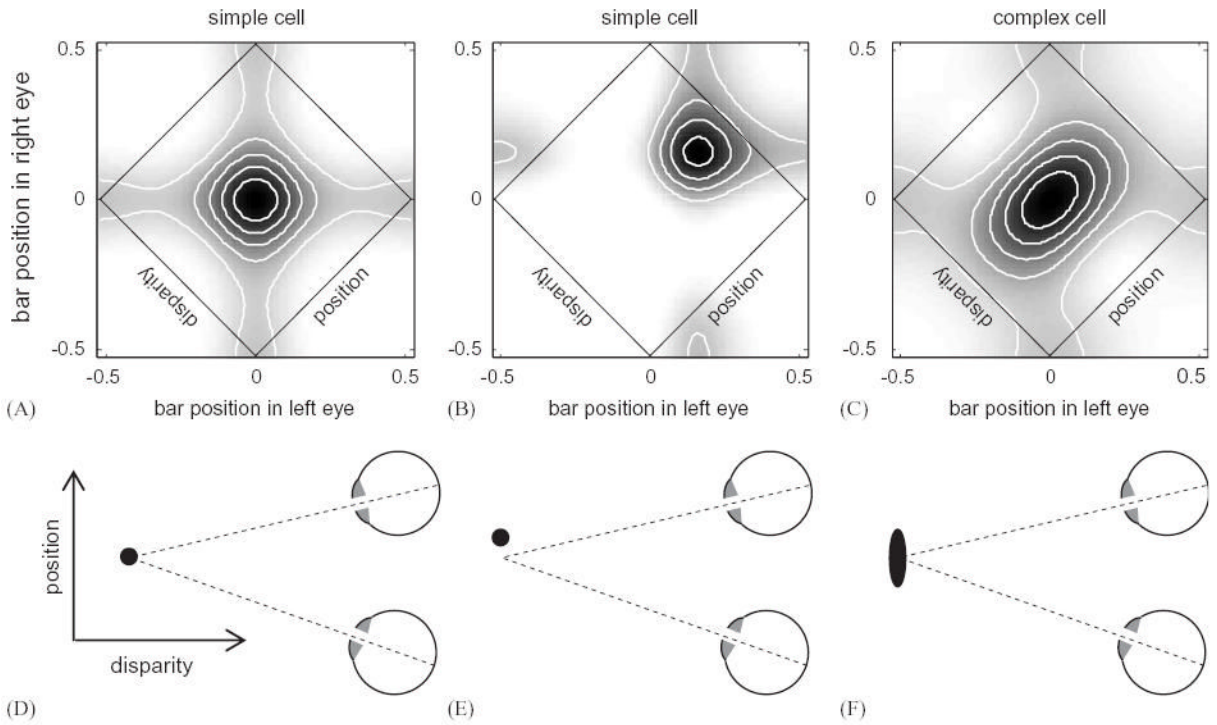 simple cell
simple cell
complex cell
bar position in right eye
0.5
0
-0.5
-0.5
0
0.5
disparity
position
0.5
0
-0.5
-0.5
0
0.5
disparity
position
0.5
0
-0.5
-0.5
0
0.5
disparity
position
(A)
bar position in left eye
(B)
bar position in left eye
(C)
bar position in left eye
position
disparity
(D)
(E)
(F)